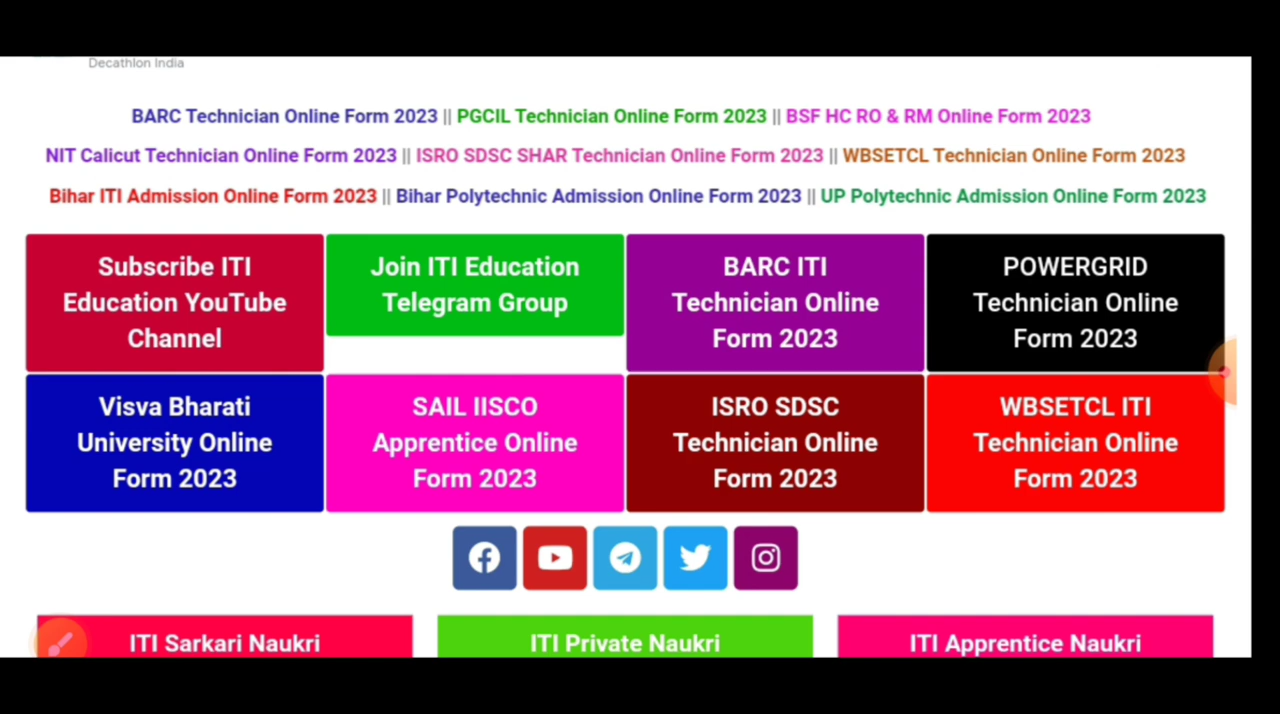 Decathlon India
BARC Technician Online Form 2023 || PGCIL Technician Online Form 2023 || BSF HC RO & RM Online Form 2023
NIT Calicut Technician Online Form 2023 || ISRO SDSC SHAR Technician Online Form 2023 || WBSETCL Technician Online Form 2023
Bihar ITI Admission Online Form 2023 || Bihar Polytechnic Admission Online Form 2023 || UP Polytechnic Admission Online Form 2023
Subscribe ITI
Education YouTube
Channel
Join ITI Education
Telegram Group
BARC ITI
Technician Online
Form 2023
POWERGRID
Technician Online
Form 2023
Visva Bharati
University Online
Form 2023
SAIL IISCO
Apprentice Online
Form 2023
ISRO SDSC
Technician Online
Form 2023
WBSETCL ITI
Technician Online
Form 2023
ITI Sarkari Naukri
ITI Private Naukri
ITI Apprentice Naukri